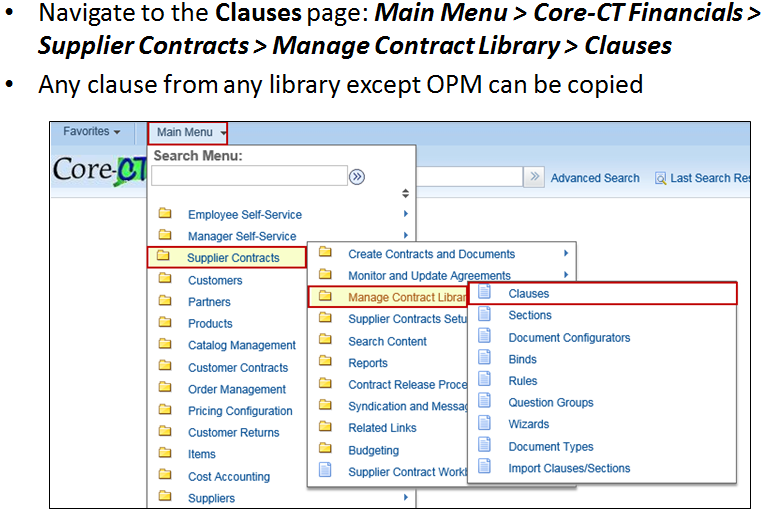 • Navigate to the Clauses page: Main Menu > Core-CT Financials >
Supplier Contracts > Manage Contract Library > Clauses
• Any clause from any library except OPM can be copied
Favorites
Main Menu
Core-CT
Search Menu:
Advanced Search
Last Search Res
Employee Self-Service
Manager Self-Service
Supplier Contracts
Customers
Partners
Products
Catalog Management
Customer Contracts
Order Management
Pricing Configuration
Customer Returns
Items
Cost Accounting
Suppliers
Create Contracts and Documents
Monitor and Update Agreements
Manage Contract Librar
Supplier Contracts Setu
Search Content
Reports
Contract Release Proce
Syndication and Messag
Related Links
Budgeting
Supplier Contract Workb
Clauses
Sections
Document Configurators
Binds
Rules
Question Groups
Wizards
Document Types
Import Clauses/Sections